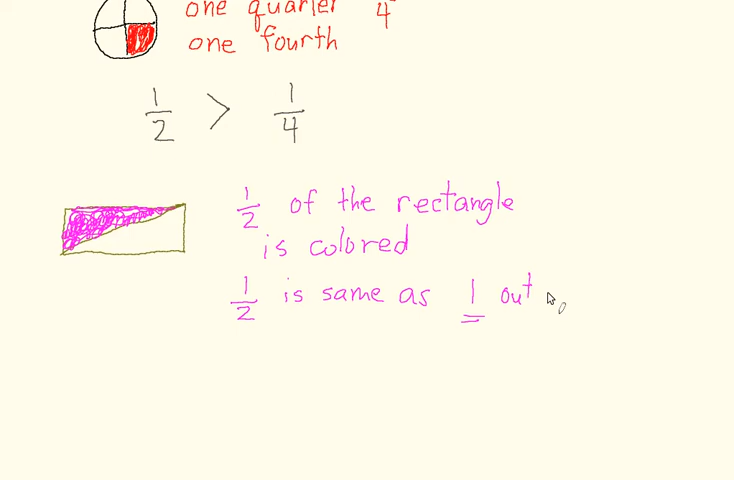 one quarter 1/4
one fourth
1/2 > 1/4
1/2 of the rectangle
is colored
1/2 is same as 1 out